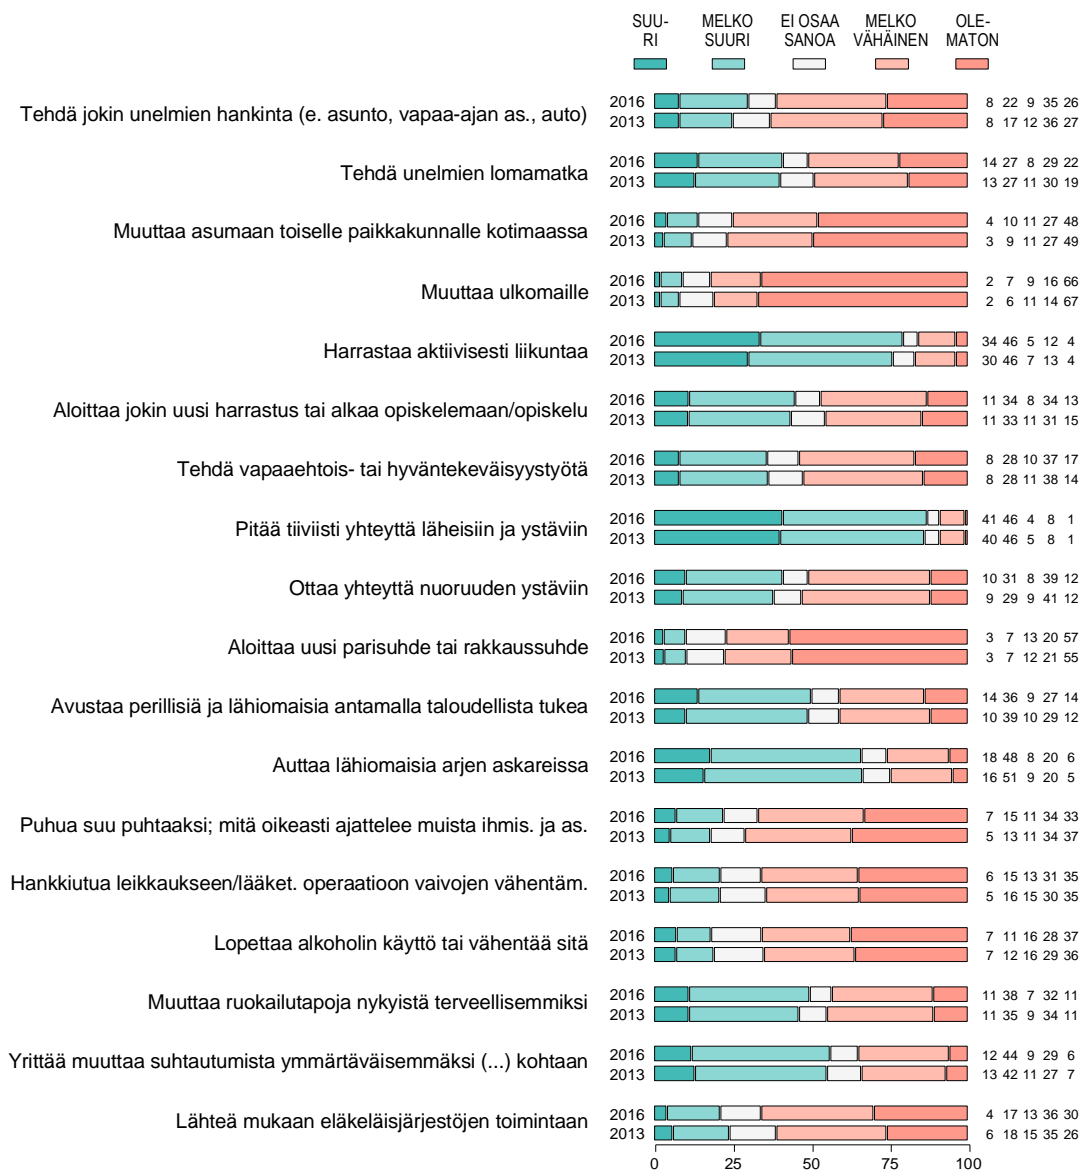 SUU- MELKO EI OSAA MELKO OLE-
RI SUURI SANOA VÄHÄINEN MATON
Tehdä jokin unelmien hankinta (e. asunto, vapaa-ajan as., auto)
2016 8 22 9 35 26
2013 8 17 12 36 27
Tehdä unelmien lomamatka
2016 14 27 8 29 22
2013 13 27 11 30 19
Muuttaa asumaan toiselle paikkakunnalle kotimaassa
2016 4 10 11 27 48
2013 3 9 11 27 49
Muuttaa ulkomaille
2016 2 7 9 16 66
2013 2 6 11 14 67
Harrastaa aktiivisesti liikuntaa
2016 34 46 5 12 4
2013 30 46 7 13 4
Aloittaa jokin uusi harrastus tai alkaa opiskelemaan/opiskelu
2016 11 34 8 34 13
2013 11 33 11 31 15
Tehdä vapaaehtois- tai hyväntekeväisyystyötä
2016 8 28 10 37 17
2013 8 28 11 38 14
Pitää tiiviisti yhteyttä läheisiin ja ystäviin
2016 41 46 4 8 1
2013 40 46 5 8 1
Ottaa yhteyttä nuoruuden ystäviin
2016 10 31 8 39 12
2013 9 29 9 41 12
Aloittaa uusi parisuhde tai rakkaussuhde
2016 3 7 13 20 57
2013 3 7 12 21 55
Avustaa perillisiä ja lähiomaisia antamalla taloudellista tukea
2016 14 36 9 27 14
2013 10 39 10 29 12
Auttaa lähiomaisia arjen askareissa
2016 18 48 8 20 6
2013 16 51 9 20 5
Puhua suu puhtaaksi; mitä oikeasti ajattelee muista ihmis. ja as.
2016 7 15 11 34 33
2013 5 13 11 34 37
Hankkiutua leikkaukseen/lääket. operaatioon vaivojen vähentäm.
2016 6 15 13 31 35
2013 5 16 15 30 35
Lopettaa alkoholin käyttö tai vähentää sitä
2016 7 11 16 28 37
2013 7 12 16 29 36
Muuttaa ruokailutapoja nykyistä terveellisemmiksi
2016 11 38 7 32 11
2013 11 35 9 34 11
Yrittää muuttaa suhtautumista ymmärtäväisemmäksi (...) kohtaan
2016 12 44 9 29 6
2013 13 42 11 27 7
Lähteä mukaan eläkeläisjärjestöjen toimintaan
2016 4 17 13 36 30
2013 6 18 15 35 26
0 25 50 75 100